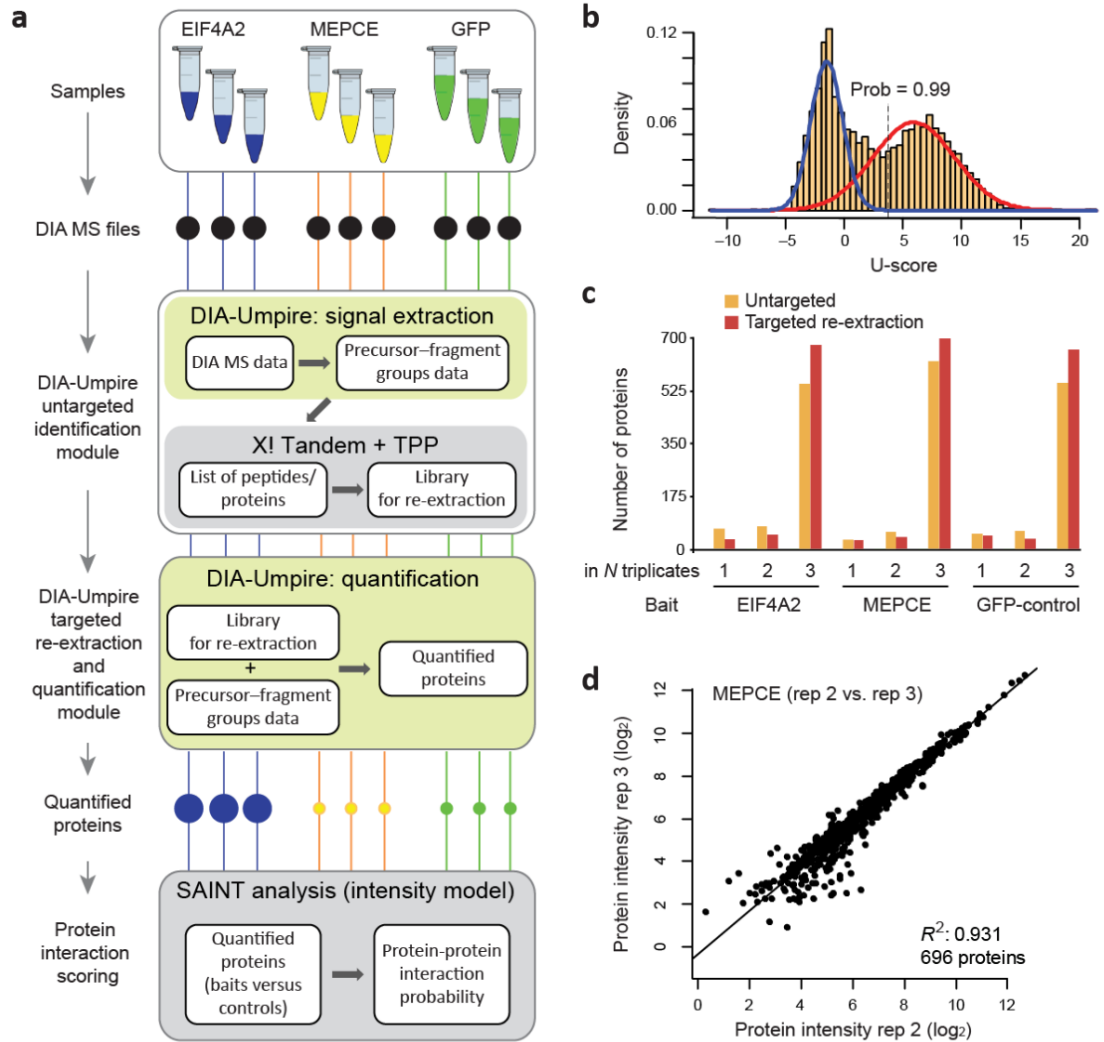 a
EIF4A2
MEPCE
GFP
Samples
DIA MS files
DIA-Umpire
untargeted
identification
module
DIA-Umpire: signal extraction
DIA MS data
Precursor–fragment
groups data
X! Tandem + TPP
List of peptides/
proteins
Library
for re-extraction
DIA-Umpire
targeted
re-extraction
and
quantification
module
DIA-Umpire: quantification
Library
for re-extraction
+
Precursor–fragment
groups data
Quantified
proteins
Quantified
proteins
Protein
interaction
scoring
SAINT analysis (intensity model)
Quantified
proteins
(baits versus
controls)
Protein-protein
interaction
probability
b
Density
0.12
0.06
0.00
Prob = 0.99
−10
−5
0
5
10
15
20
U-score
c
Untargeted
Targeted re-extraction
Number of proteins
700
525
350
175
0
in N triplicates
1 2 3
1 2 3
1 2 3
Bait
EIF4A2
MEPCE
GFP-control
d
MEPCE (rep 2 vs. rep 3)
Protein intensity rep 3 (log2)
12
10
8
6
4
2
0
R2: 0.931
696 proteins
0 2 4 6 8 10 12
Protein intensity rep 2 (log2)